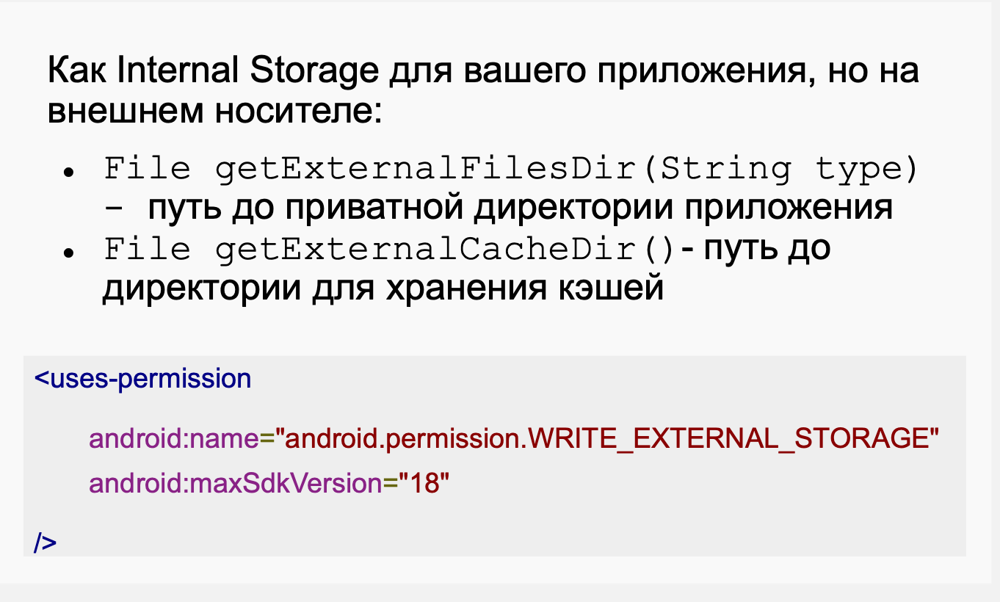 Как Internal Storage для вашего приложения, но на
внешнем носителе:
● File getExternalFilesDir(String type)
– путь до приватной директории приложения
● File getExternalCacheDir()- путь до
директории для хранения кэшей
<uses-permission
android:name="android.permission.WRITE_EXTERNAL_STORAGE"
android:maxSdkVersion="18"
/>